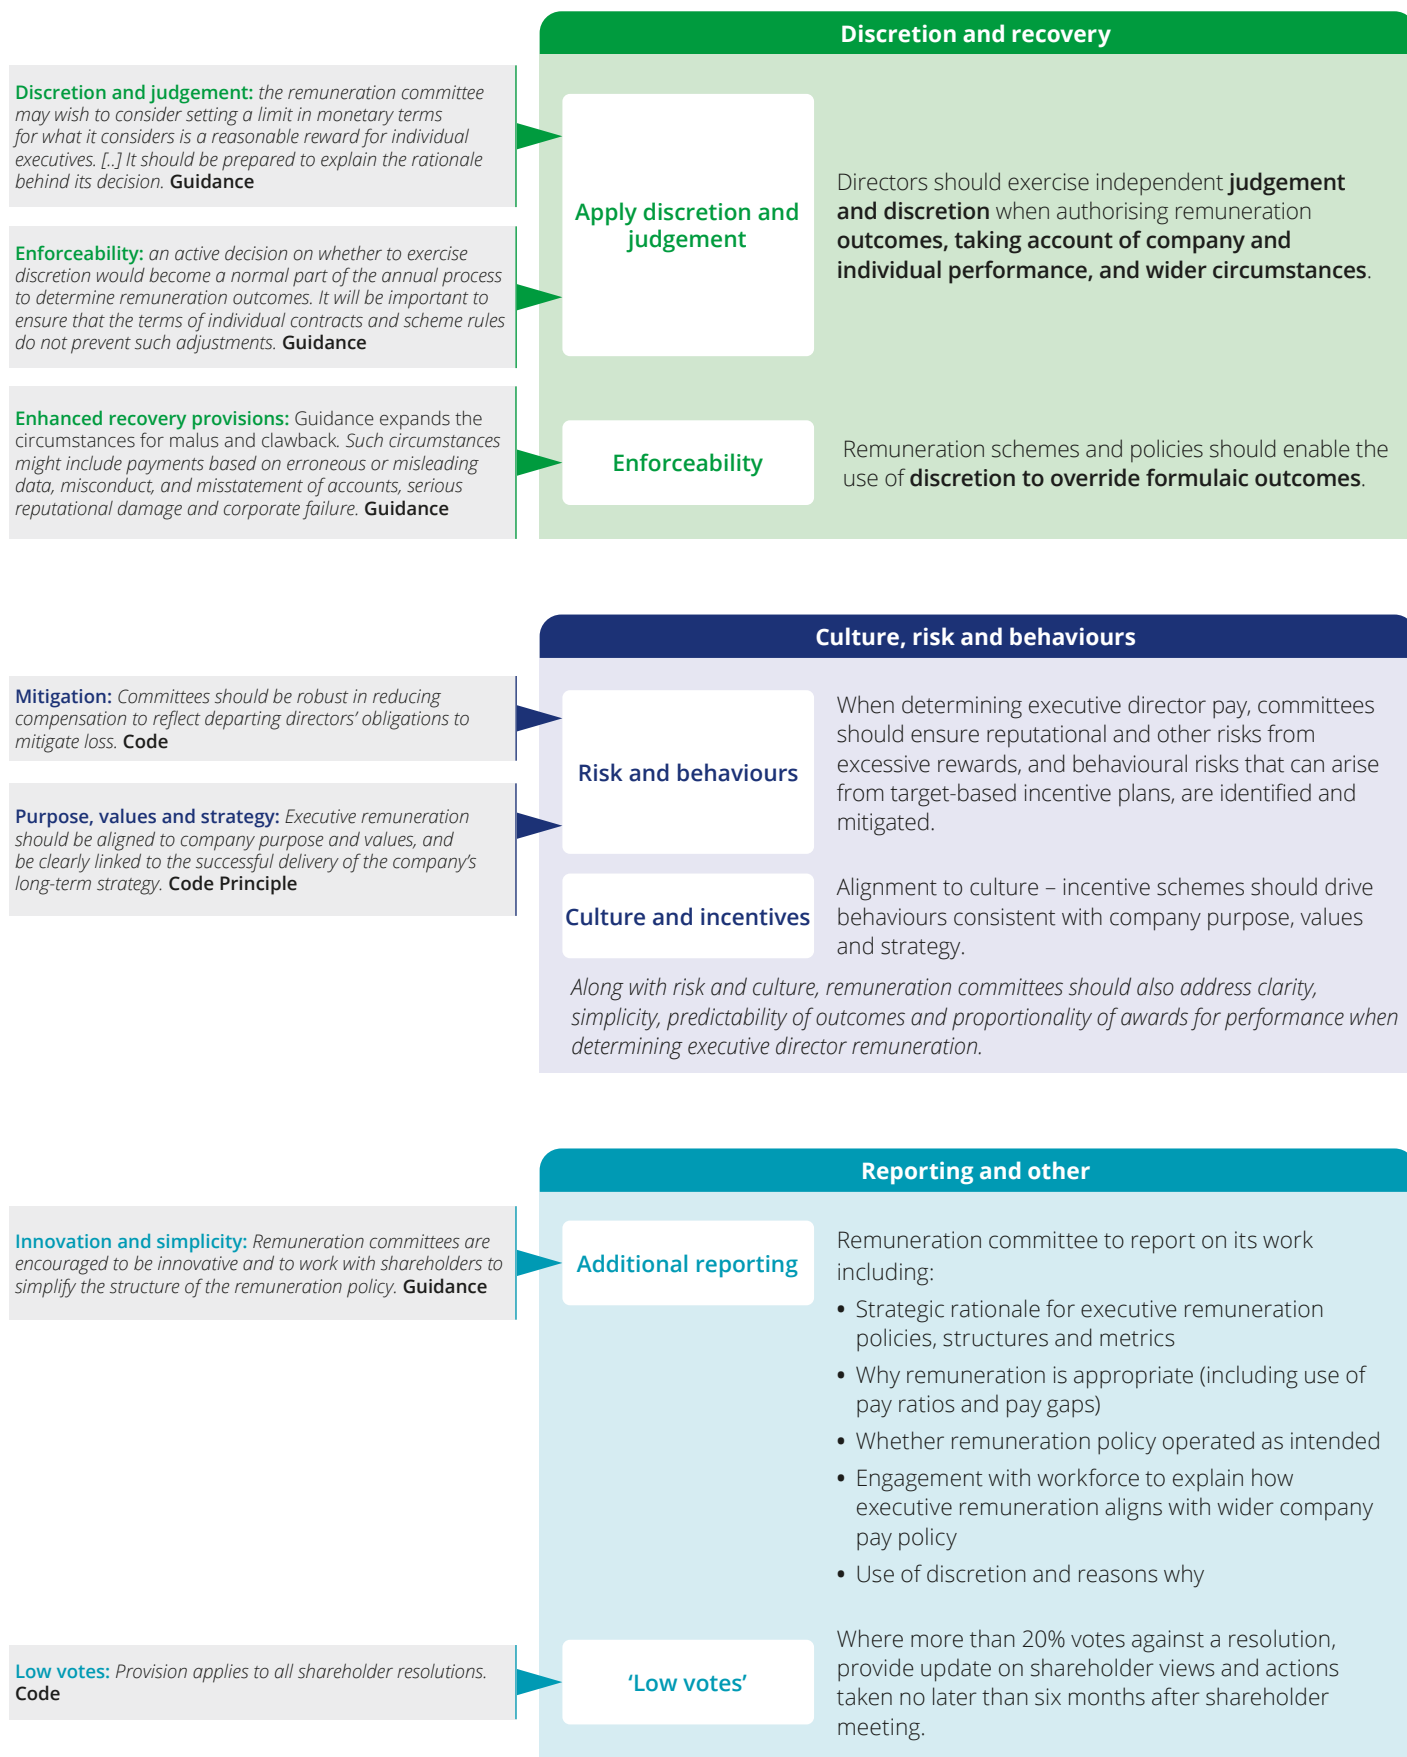 Discretion and recovery
Discretion and judgement: the remuneration committee
may wish to consider setting a limit in monetary terms
for what it considers is a reasonable reward for individual
executives. [..] It should be prepared to explain the rationale
behind its decision. Guidance
Enforceability: an active decision on whether to exercise
discretion would become a normal part of the annual process
to determine remuneration outcomes. It will be important to
ensure that the terms of individual contracts and scheme rules
do not prevent such adjustments. Guidance
Apply discretion and
judgement
Directors should exercise independent judgement
and discretion when authorising remuneration
outcomes, taking account of company and
individual performance, and wider circumstances.
Enhanced recovery provisions: Guidance expands the
circumstances for malus and clawback. Such circumstances
might include payments based on erroneous or misleading
data, misconduct, and misstatement of accounts, serious
reputational damage and corporate failure. Guidance
Enforceability
Remuneration schemes and policies should enable the
use of discretion to override formulaic outcomes.
Culture, risk and behaviours
Mitigation: Committees should be robust in reducing
compensation to reflect departing directors’ obligations to
mitigate loss. Code
Purpose, values and strategy: Executive remuneration
should be aligned to company purpose and values, and
be clearly linked to the successful delivery of the company’s
long-term strategy. Code Principle
Risk and behaviours
When determining executive director pay, committees
should ensure reputational and other risks from
excessive rewards, and behavioural risks that can arise
from target-based incentive plans, are identified and
mitigated.
Culture and incentives
Alignment to culture – incentive schemes should drive
behaviours consistent with company purpose, values
and strategy.
Along with risk and culture, remuneration committees should also address clarity,
simplicity, predictability of outcomes and proportionality of awards for performance when
determining executive director remuneration.
Reporting and other
Innovation and simplicity: Remuneration committees are
encouraged to be innovative and to work with shareholders to
simplify the structure of the remuneration policy. Guidance
Additional reporting
Remuneration committee to report on its work
including:
• Strategic rationale for executive remuneration
policies, structures and metrics
• Why remuneration is appropriate (including use of
pay ratios and pay gaps)
• Whether remuneration policy operated as intended
• Engagement with workforce to explain how
executive remuneration aligns with wider company
pay policy
• Use of discretion and reasons why
Low votes: Provision applies to all shareholder resolutions.
Code
‘Low votes’
Where more than 20% votes against a resolution,
provide update on shareholder views and actions
taken no later than six months after shareholder
meeting.